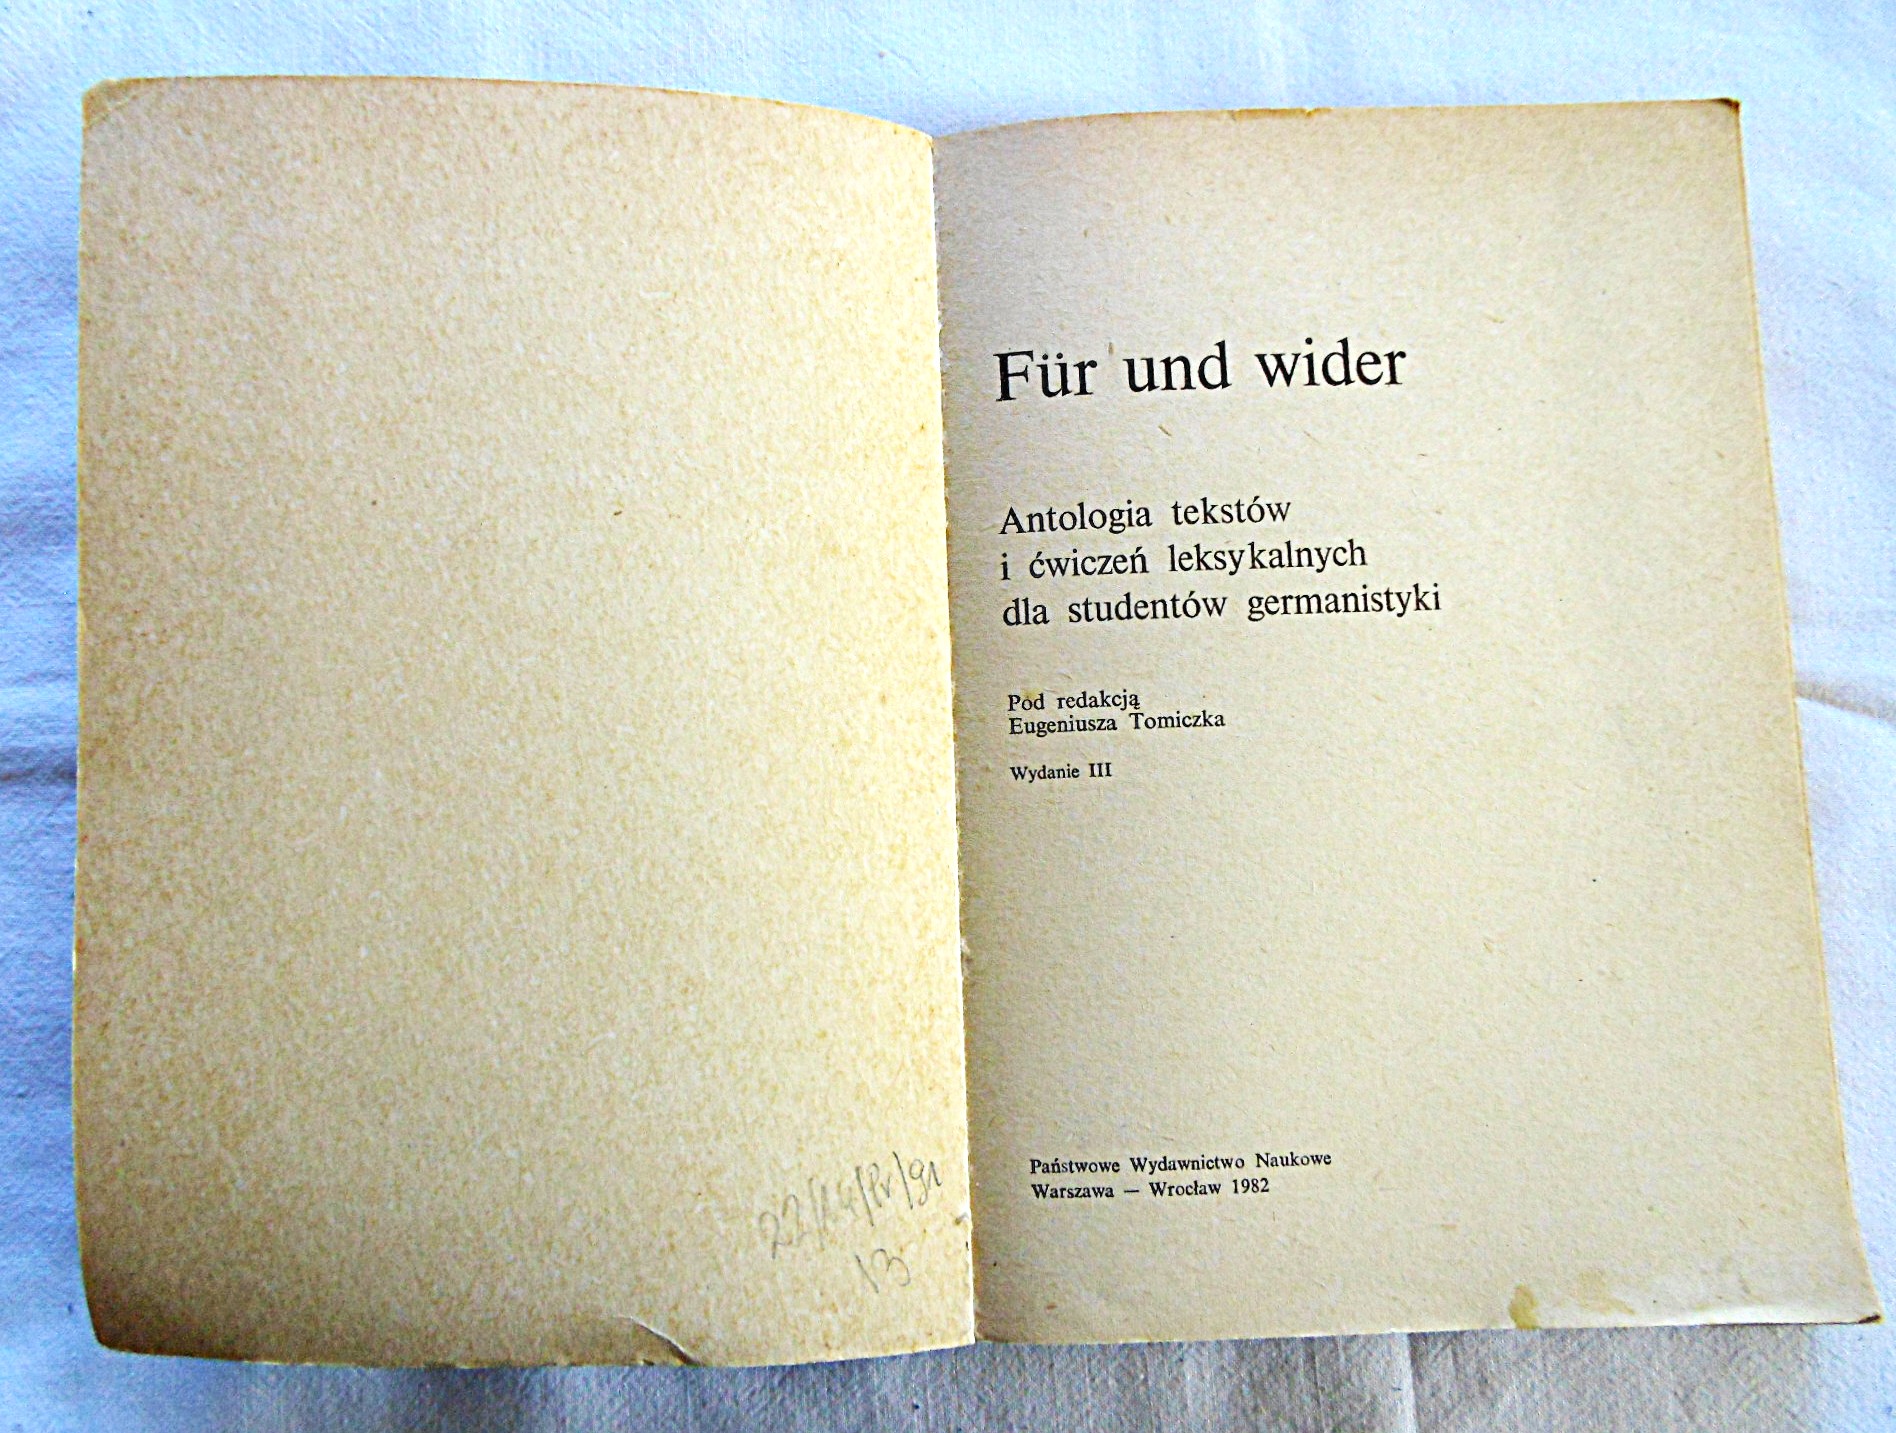 Für und wider
Antologia tekstów
i ćwiczeń leksykalnych
dla studentów germanistyki
Pod redakcją
Eugeniusza Tomiczka
Wydanie III
Państwowe Wydawnictwo Naukowe
Warszawa — Wrocław 1982
13